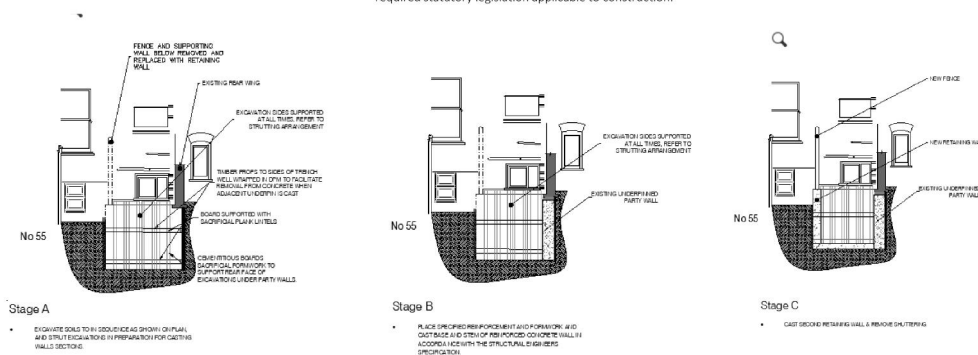 required statutory legislation applicable to construction.
FENCE AND SUPPORTING
WALL BELOW REMOVED AND
REPLACED WITH RETAINING
WALL
EXISTING REAR WING
EXCAVATION SIDES SUPPORTED
AT ALL TIMES, REFER TO
STRUTTING ARRANGEMENT
TIMBER PROPS TO SIDES OF TRENCH
WELL WRAPPED IN DPM TO FACILITATE
REMOVAL FROM CONCRETE WHEN
ADJACENT UNDERPIN IS CAST
BOARD SUPPORTED WITH
SACRIFICIAL PLANK LINTELS
CEMENTITIOUS BOARDS
SACRIFICIAL FORMWORK TO
SUPPORT REAR FACE OF
EXCAVATIONS UNDER PARTY WALLS.
No 55
Stage A
• EXCAVATE SOILS TO IN SEQUENCE AS SHOWN ON PLAN,
AND STRUT EXCAVATIONS IN PREPARATION FOR CASTING
WALLS SECTIONS.
EXCAVATION SIDES SUPPORTED
AT ALL TIMES, REFER TO
STRUTTING ARRANGEMENT
EXISTING UNDERPINNED
PARTY WALL
No 55
Stage B
• PLACE SPECIFIED REINFORCEMENT AND FORMWORK AND
CAST BASE AND STEM OF REINFORCED CONCRETE WALL IN
ACCORDANCE WITH THE STRUCTURAL ENGINEERS
SPECIFICATION.
NEW FENCE
NEW RETAINING WA
EXISTING UNDERPINNE
PARTY WALL
No 55
Stage C
• CAST SECOND RETAINING WALL & REMOVE SHUTTERING.